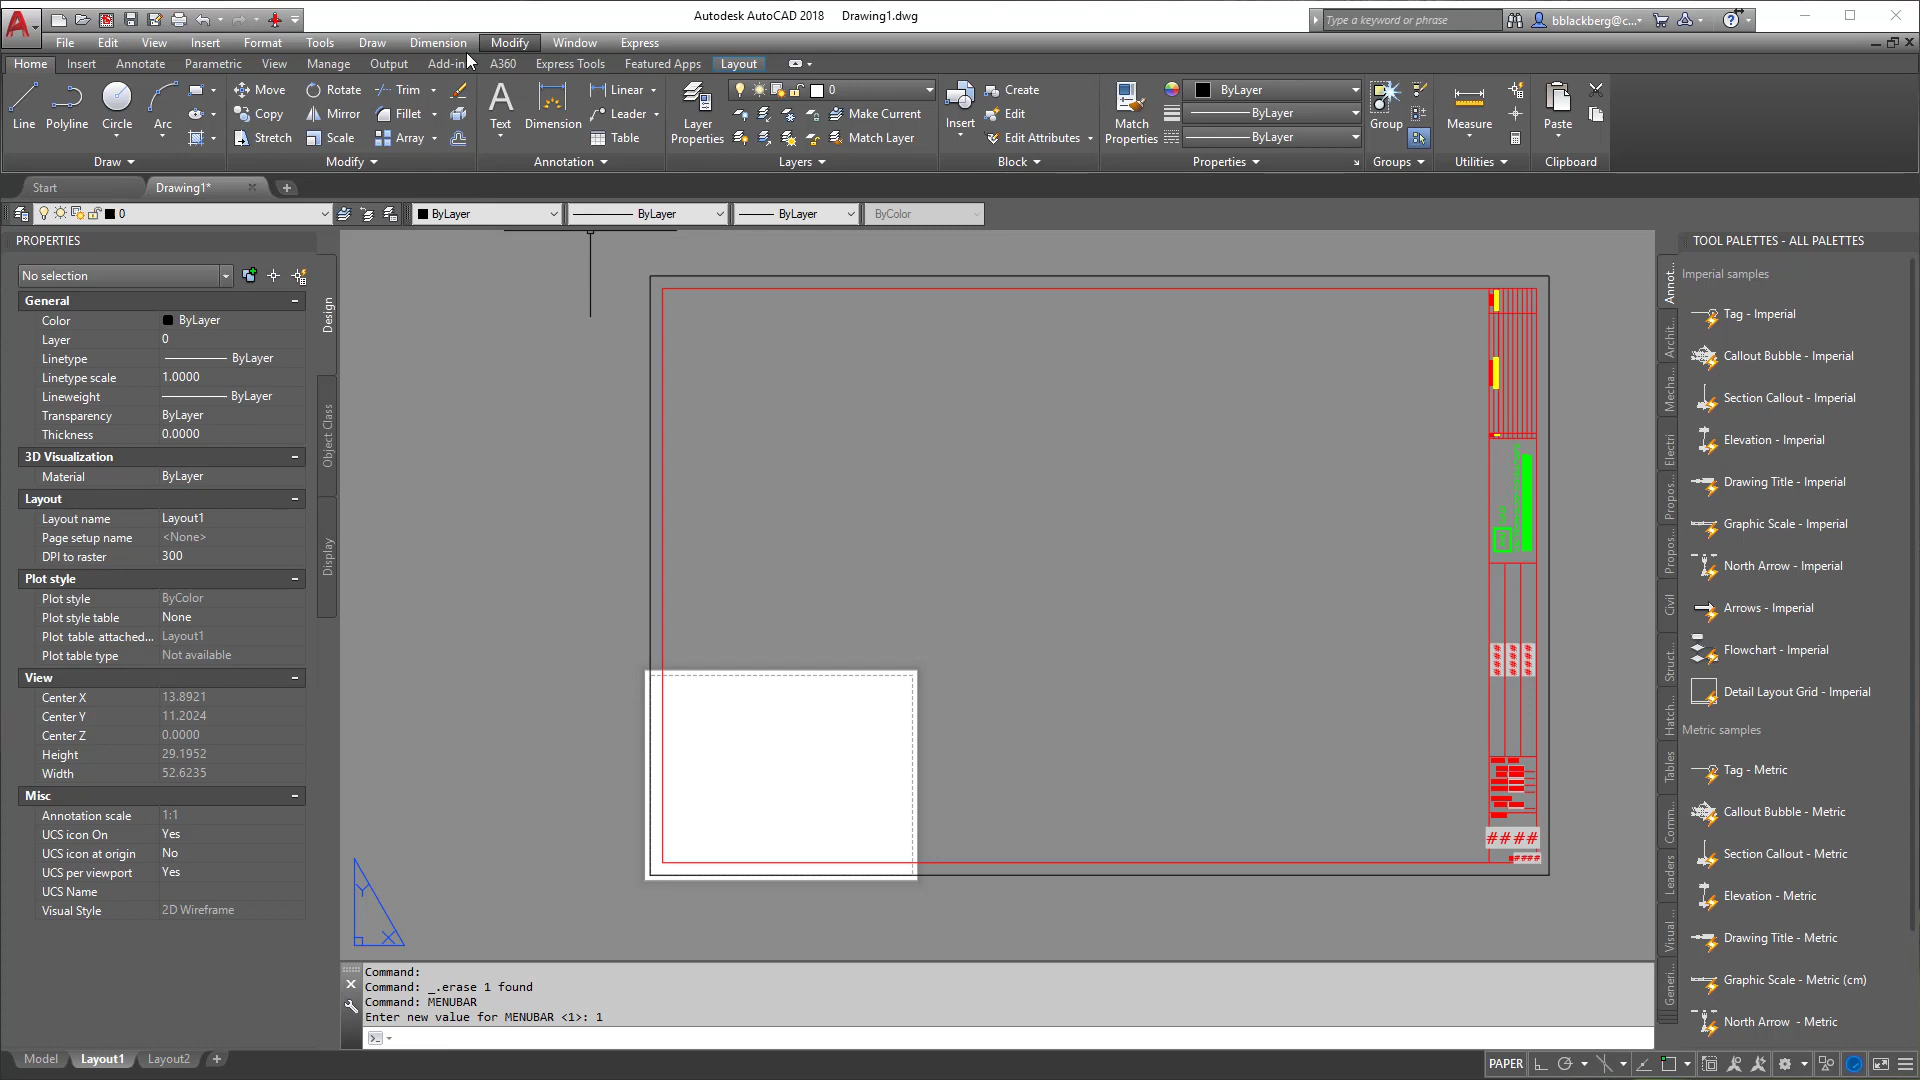 Autodesk AutoCAD 2018 Drawing1.dwg
Type a keyword or phrase
bblackberg@c...
File Edit View Insert Format Tools Draw Dimension Modify Window Express
Home Insert Annotate Parametric View Manage Output Add-in A360 Express Tools Featured Apps Layout
Line Polyline Circle Arc
Move Rotate Trim
Copy Mirror Fillet
Stretch Scale Array
Text Dimension
Linear
Leader
Table
Layer Properties
0
Make Current
Match Layer
Insert
Create
Edit
Edit Attributes
Match Properties
ByLayer
ByLayer
ByLayer
Group
Measure
Paste
Draw Modify Annotation Layers Block Properties Groups Utilities Clipboard
Start Drawing1*
0 ByLayer ByLayer ByLayer ByColor
PROPERTIES
No selection
General
Color ByLayer
Layer 0
Linetype ByLayer
Linetype scale 1.0000
Lineweight ByLayer
Transparency ByLayer
Thickness 0.0000
3D Visualization
Material ByLayer
Layout
Layout name Layout1
Page setup name <None>
DPI to raster 300
Plot style
Plot style ByColor
Plot style table None
Plot table attached... Layout1
Plot table type Not available
View
Center X 13.8921
Center Y 11.2024
Center Z 0.0000
Height 29.1952
Width 52.6235
Misc
Annotation scale 1:1
UCS icon On Yes
UCS icon at origin No
UCS per viewport Yes
UCS Name
Visual Style 2D Wireframe
Design
Object Class
Display
####
####
Y
X
Command:
Command: _.erase 1 found
Command: MENUBAR
Enter new value for MENUBAR <1>: 1
Model Layout1 Layout2
PAPER
TOOL PALETTES - ALL PALETTES
Annot...
Archit...
Mecha...
Electri
Propos...
Propos...
Civil
Struct...
Hatch...
Tables
Comm...
Leaders
Visual...
Generi...
Imperial samples
Tag - Imperial
Callout Bubble - Imperial
Section Callout - Imperial
Elevation - Imperial
Drawing Title - Imperial
Graphic Scale - Imperial
North Arrow - Imperial
Arrows - Imperial
Flowchart - Imperial
Detail Layout Grid - Imperial
Metric samples
Tag - Metric
Callout Bubble - Metric
Section Callout - Metric
Elevation - Metric
Drawing Title - Metric
Graphic Scale - Metric (cm)
North Arrow - Metric